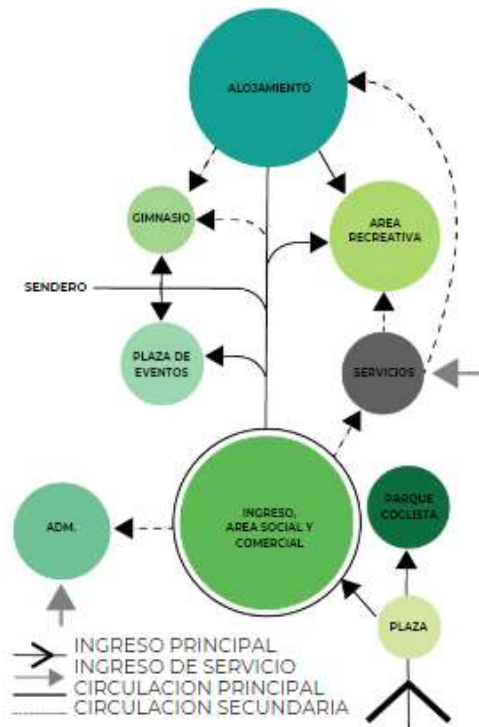 ALOJAMIENTO
GIMNASIO
AREA
RECREATIVA
SENDERO
PLAZA DE
EVENTOS
SERVICIOS
INGRESO,
AREA SOCIAL Y
COMERCIAL
PARQUE
COCLISTA
ADM.
PLAZA
INGRESO PRINCIPAL
INGRESO DE SERVICIO
CIRCULACION PRINCIPAL
CIRCULACION SECUNDARIA